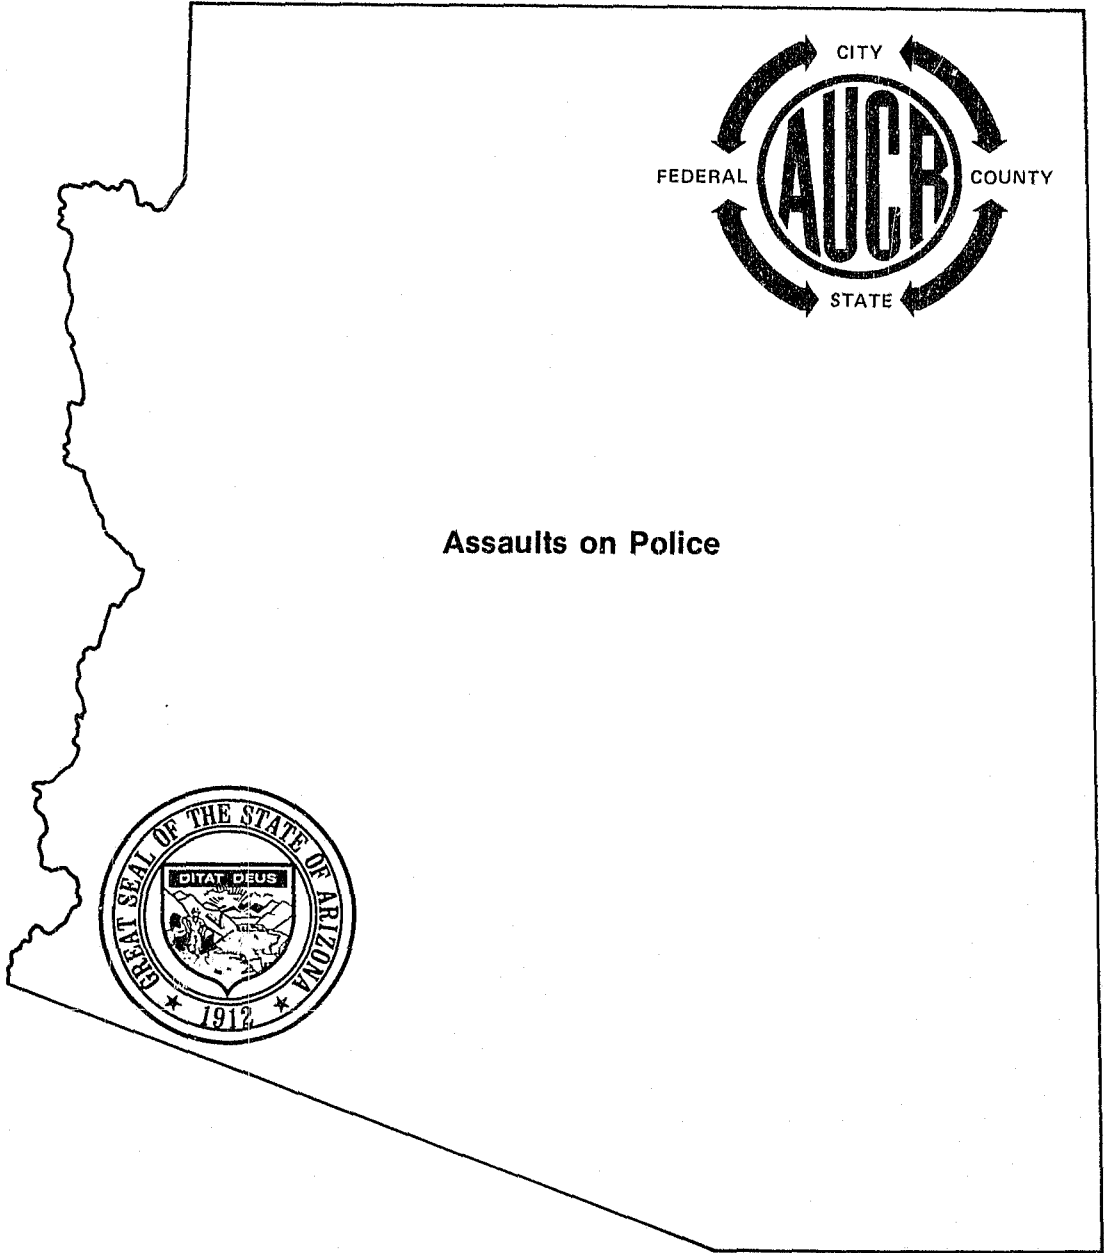 CITY
FEDERAL
AUCR
COUNTY
STATE
Assaults on Police
GREAT SEAL OF THE STATE OF ARIZONA
DITAT DEUS
1912